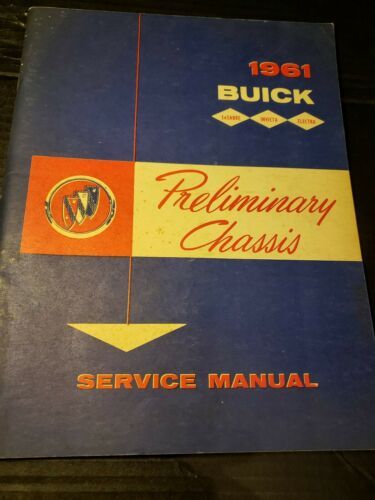 1961
BUICK
LeSABRE INVICTA ELECTRA
Preliminary
Chassis
SERVICE MANUAL